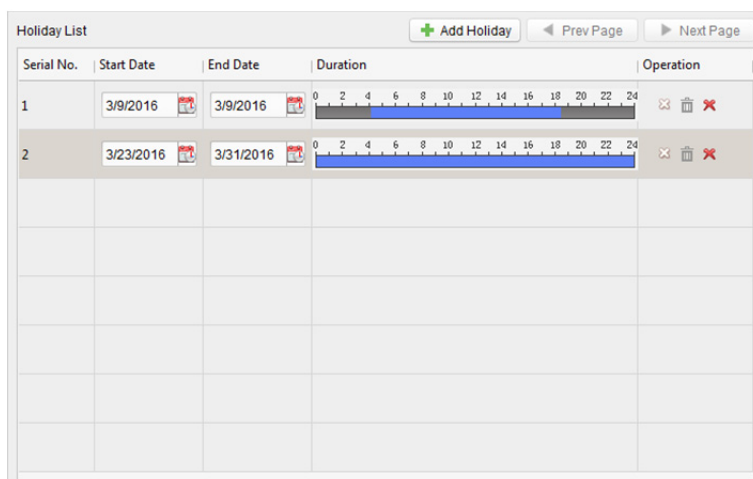 Holiday List Add Holiday Prev Page Next Page
Serial No. Start Date End Date Duration Operation
1 3/9/2016 3/9/2016 0 2 4 6 8 10 12 14 16 18 20 22 24
2 3/23/2016 3/31/2016 0 2 4 6 8 10 12 14 16 18 20 22 24